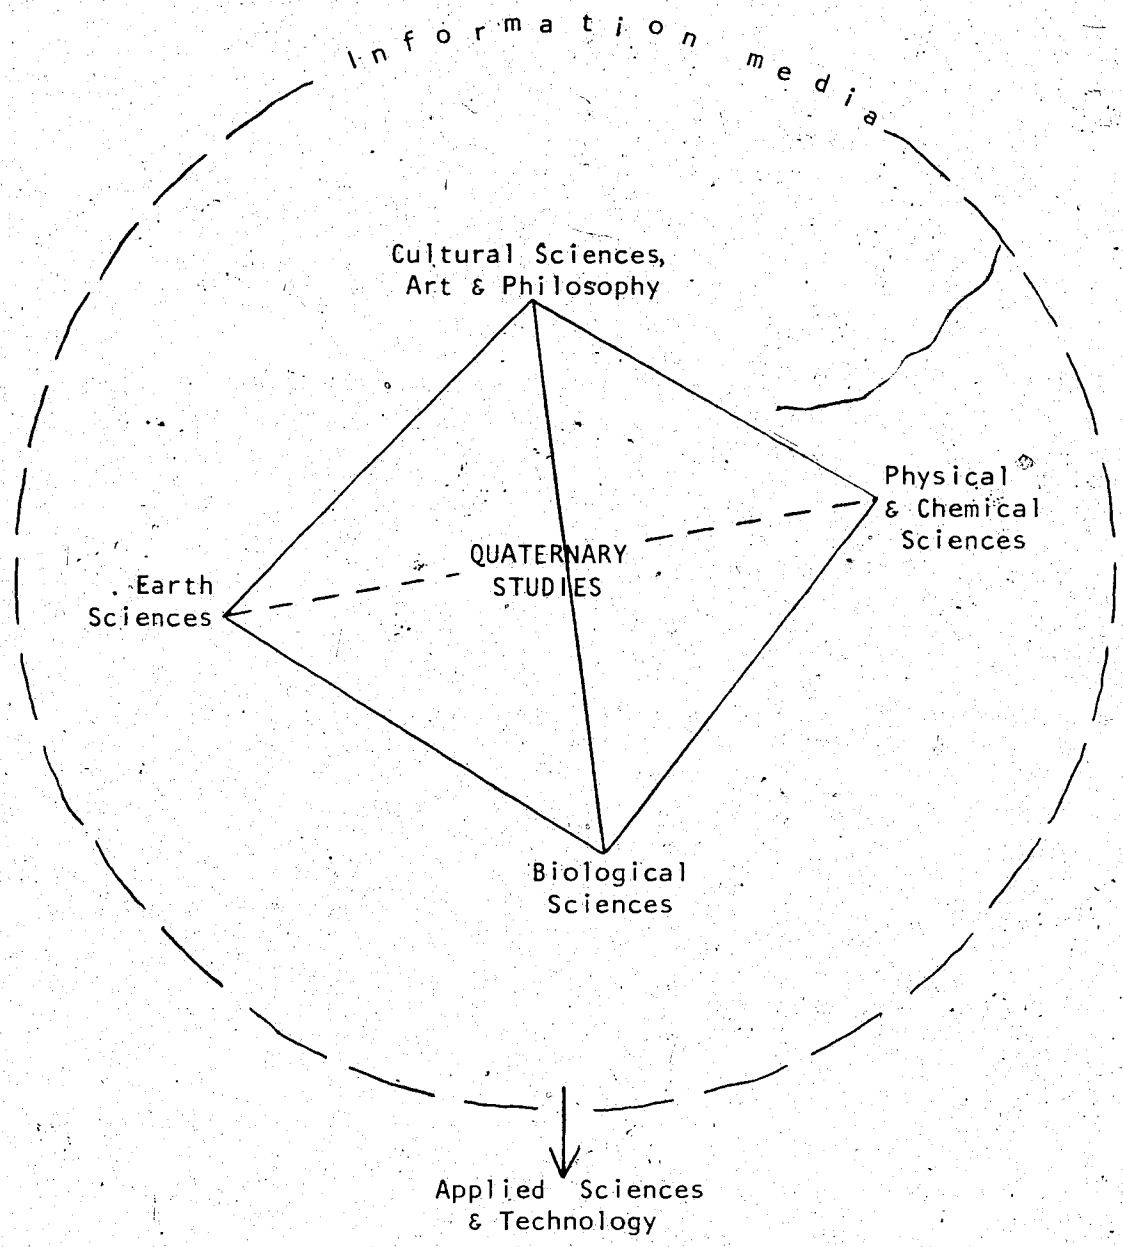 Information media
Cultural Sciences,
Art & Philosophy
Physical
& Chemical
Sciences
QUATERNARY
STUDIES
Earth
Sciences
Biological
Sciences
Applied Sciences
& Technology